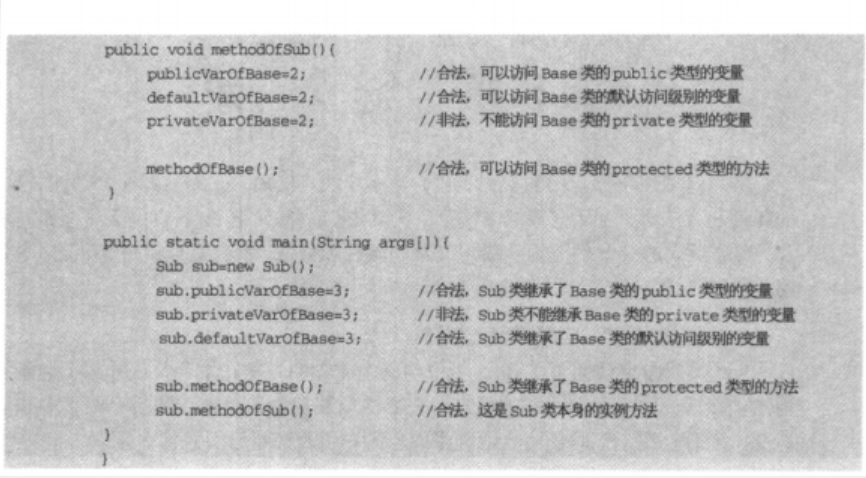 public void methodOfSub(){
publicVarOfBase=2; //合法，可以访问 Base 类的 public 类型的变量
defaultVarOfBase=2; //合法，可以访问 Base 类的默认访问级别的变量
privateVarOfBase=2; //非法，不能访问 Base 类的 private 类型的变量
methodOfBase(); //合法，可以访问 Base 类的 protected 类型的方法
}
public static void main(String args[]){
Sub sub=new Sub();
sub.publicVarOfBase=3; //合法，Sub 类继承了 Base 类的 public 类型的变量
sub.privateVarOfBase=3; //非法，Sub 类不能继承 Base 类的 private 类型的变量
sub.defaultVarOfBase=3; //合法，Sub 类继承了 Base 类的默认访问级别的变量
sub.methodOfBase(); //合法，Sub 类继承了 Base 类的 protected 类型的方法
sub.methodOfSub(); //合法，这是 Sub 类本身的实例方法
}
}